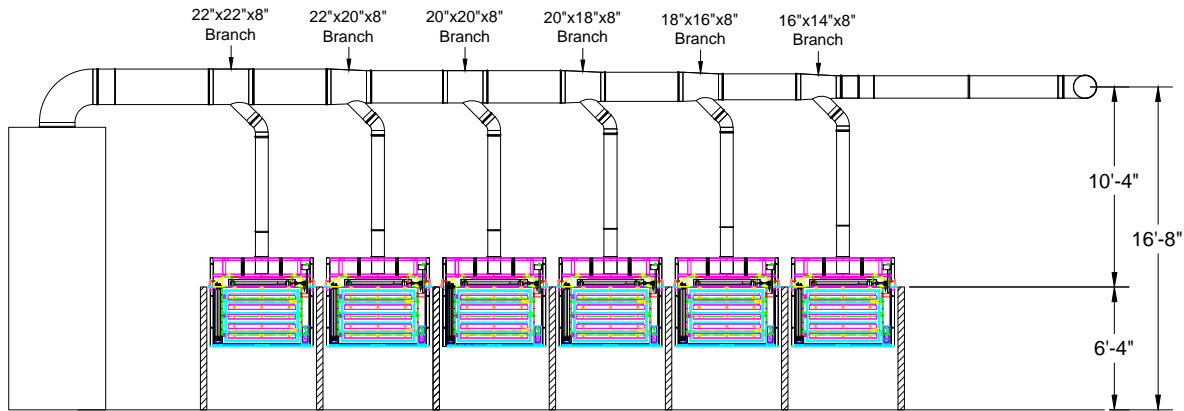 22"x22"x8"
Branch
22"x20"x8"
Branch
20"x20"x8"
Branch
20"x18"x8"
Branch
18"x16"x8"
Branch
16"x14"x8"
Branch
10'-4"
16'-8"
6'-4"